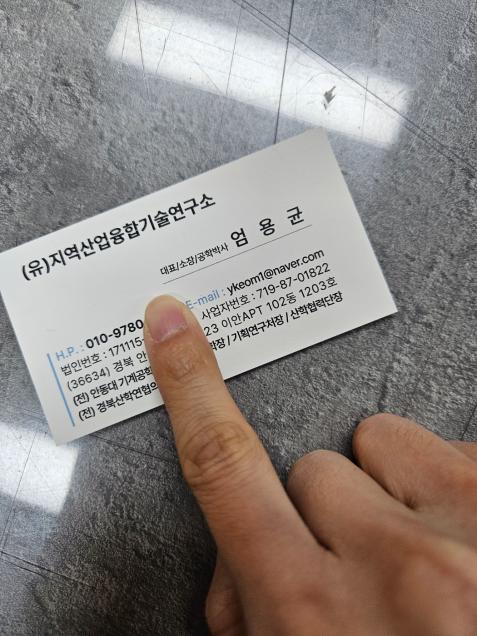 (유)지역산업융합기술연구소
대표/소장/공학박사 엄 용 균
H.P. : 010-9780 E-mail : ykeom1@naver.com
법인번호 : 171115- 사업자번호 : 719-87-01822
(36634) 경북 안 23 이안APT 102동 1203호
(전) 안동대 기계공학 학장 / 기획연구처장 / 산학협력단장
(전) 경북산학연협의